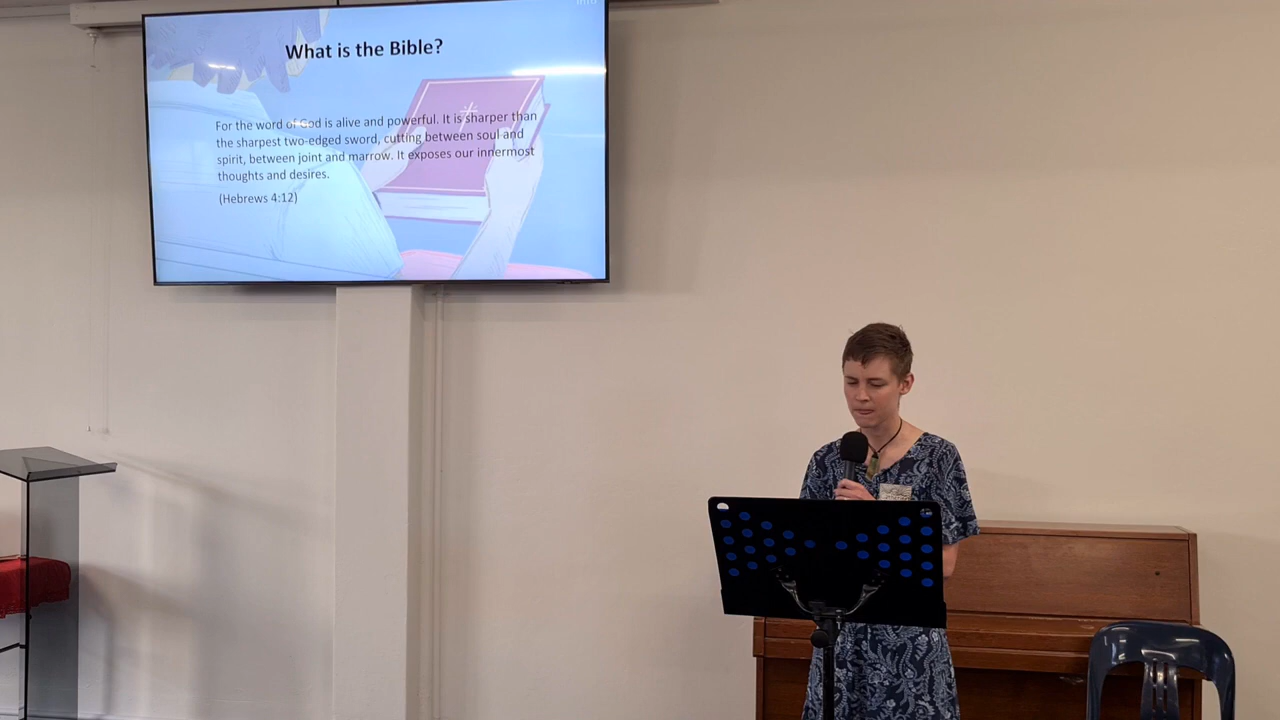 What is the Bible?
For the word of God is alive and powerful. It is sharper than
the sharpest two-edged sword, cutting between soul and
spirit, between joint and marrow. It exposes our innermost
thoughts and desires.
(Hebrews 4:12)